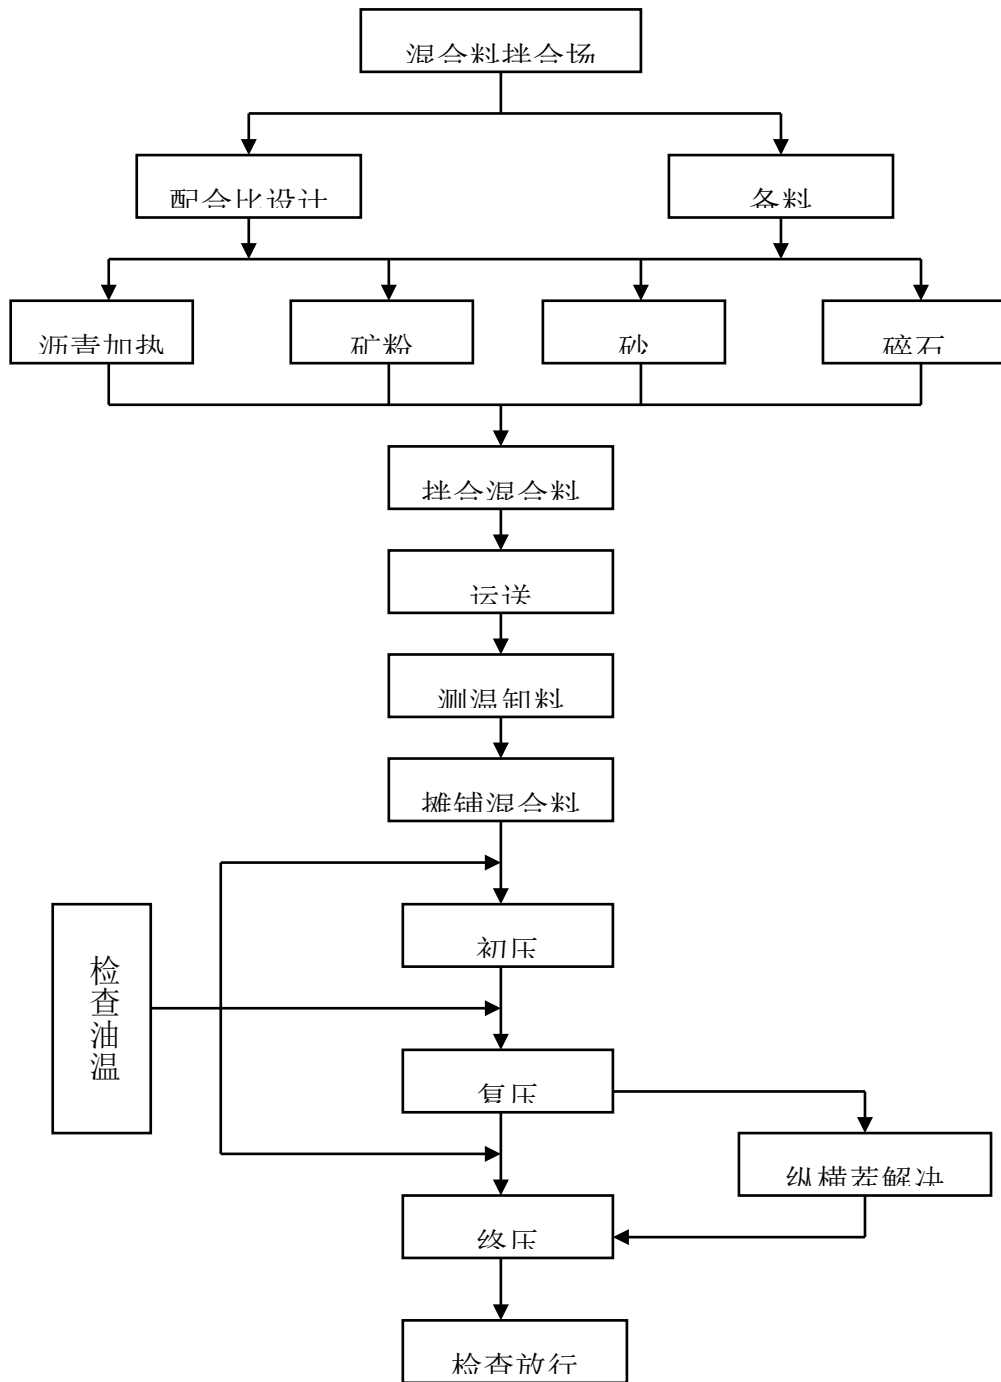 混合料拌合场
配合比设计
备料
沥青加热
矿粉
砂
碎石
拌合混合料
运送
测温卸料
摊铺混合料
初压
检查油温
复压
纵横茬解决
终压
检查放行